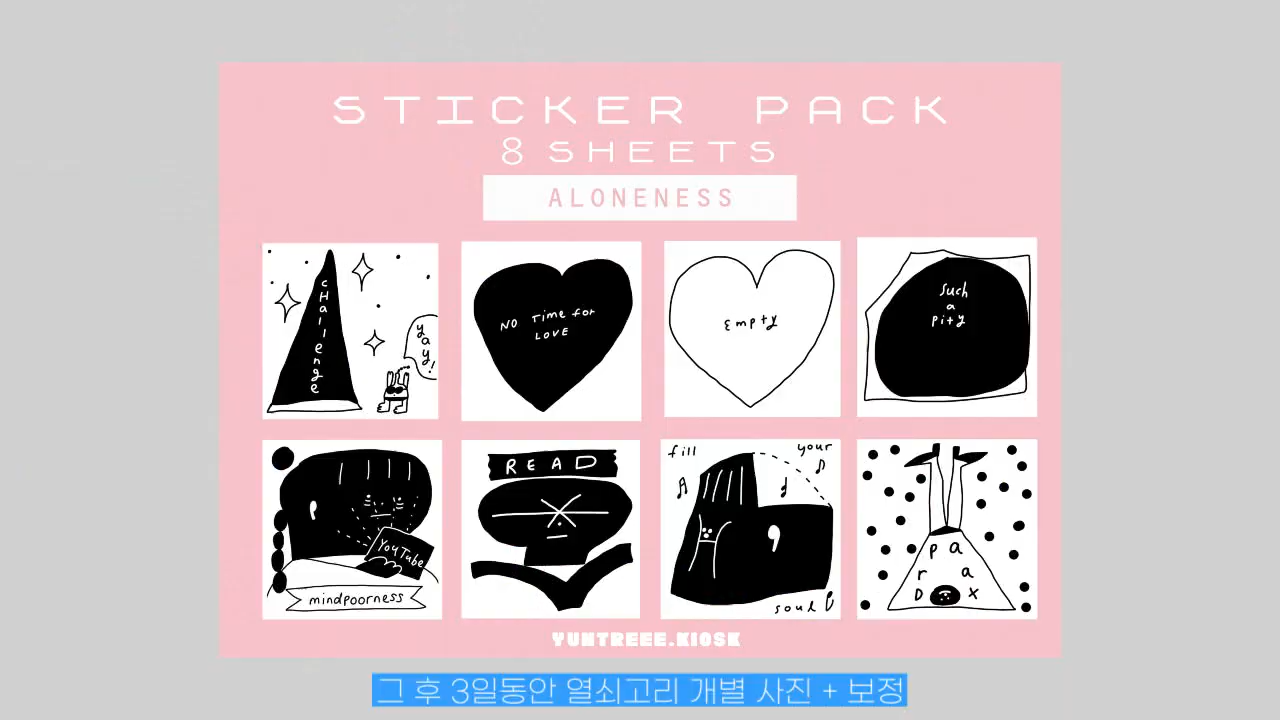 STICKER PACK
8 SHEETS
ALONENESS
cHallenge
yay!
NO Time for
LOVE
Empty
Such
a
pity
YouTube
mindpoorness
READ
fill your
soul
paraDox
YUNTREEE.KIOSK
그 후 3일동안 열쇠고리 개별 사진 + 보정